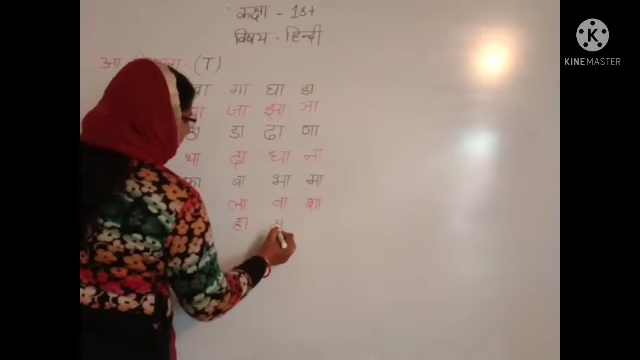 कक्षा - 1st
विषय - हिन्दी
आ - (T)
गा घा ङा
जा झा ञा
डा ढा णा
था दा धा ना
बा भा मा
ला वा शा
हा
KINEMASTER